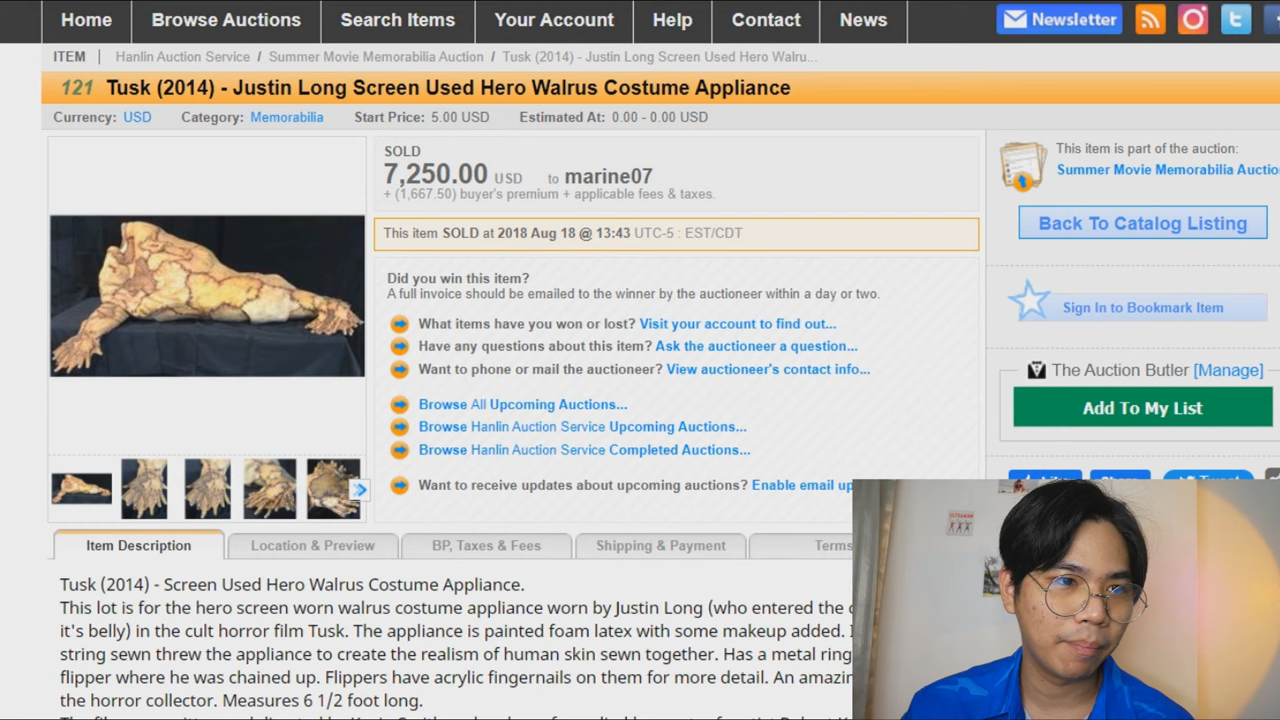 Home Browse Auctions Search Items Your Account Help Contact News Newsletter
ITEM Hanlin Auction Service / Summer Movie Memorabilia Auction / Tusk (2014) - Justin Long Screen Used Hero Walru...
121 Tusk (2014) - Justin Long Screen Used Hero Walrus Costume Appliance
Currency: USD Category: Memorabilia Start Price: 5.00 USD Estimated At: 0.00 - 0.00 USD
SOLD
7,250.00 USD to marine07
+ (1,667.50) buyer's premium + applicable fees & taxes.
This item SOLD at 2018 Aug 18 @ 13:43 UTC-5 : EST/CDT
Did you win this item?
A full invoice should be emailed to the winner by the auctioneer within a day or two.
What items have you won or lost? Visit your account to find out...
Have any questions about this item? Ask the auctioneer a question...
Want to phone or mail the auctioneer? View auctioneer's contact info...
Browse All Upcoming Auctions...
Browse Hanlin Auction Service Upcoming Auctions...
Browse Hanlin Auction Service Completed Auctions...
Want to receive updates about upcoming auctions? Enable email up
This item is part of the auction:
Summer Movie Memorabilia Auctio
Back To Catalog Listing
Sign In to Bookmark Item
The Auction Butler [Manage]
Add To My List
Item Description Location & Preview BP, Taxes & Fees Shipping & Payment Terms
Tusk (2014) - Screen Used Hero Walrus Costume Appliance.
This lot is for the hero screen worn walrus costume appliance worn by Justin Long (who entered the
it's belly) in the cult horror film Tusk. The appliance is painted foam latex with some makeup added.
string sewn threw the appliance to create the realism of human skin sewn together. Has a metal ring
flipper where he was chained up. Flippers have acrylic fingernails on them for more detail. An amazin
the horror collector. Measures 6 1/2 foot long.